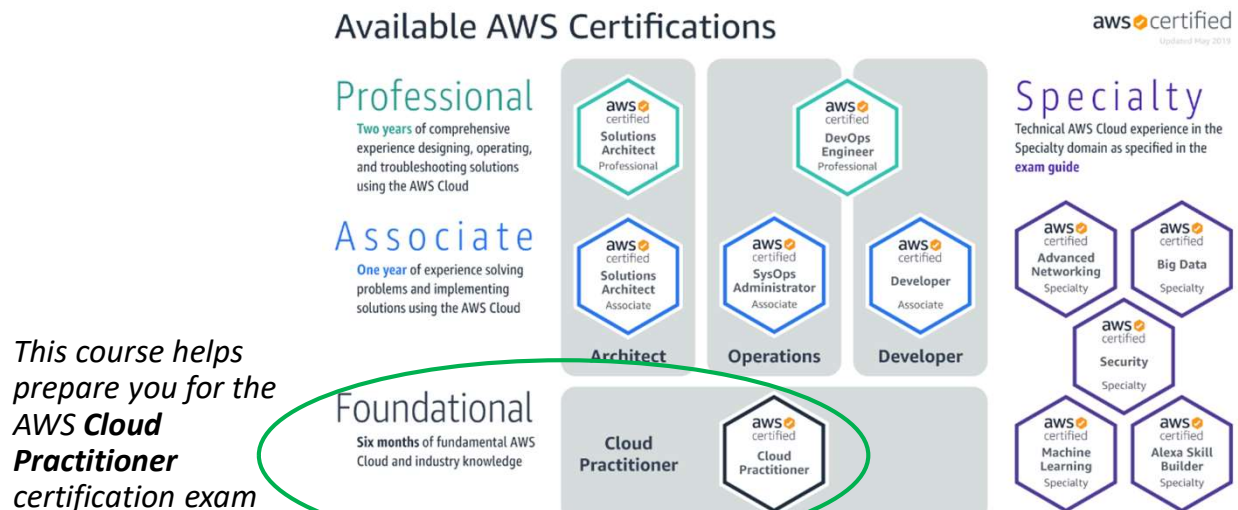 Available AWS Certifications
aws certified
Updated May 2019
Professional
Two years of comprehensive
experience designing, operating,
and troubleshooting solutions
using the AWS Cloud
aws
certified
Solutions
Architect
Professional
aws
certified
DevOps
Engineer
Professional
Specialty
Technical AWS Cloud experience in the
Specialty domain as specified in the
exam guide
Associate
One year of experience solving
problems and implementing
solutions using the AWS Cloud
aws
certified
Solutions
Architect
Associate
aws
certified
SysOps
Administrator
Associate
aws
certified
Developer
Associate
Architect
Operations
Developer
aws
certified
Advanced
Networking
Specialty
aws
certified
Big Data
Specialty
aws
certified
Security
Specialty
aws
certified
Machine
Learning
Specialty
aws
certified
Alexa Skill
Builder
Specialty
This course helps
prepare you for the
AWS Cloud
Practitioner
certification exam
Foundational
Six months of fundamental AWS
Cloud and industry knowledge
Cloud
Practitioner
aws
certified
Cloud
Practitioner